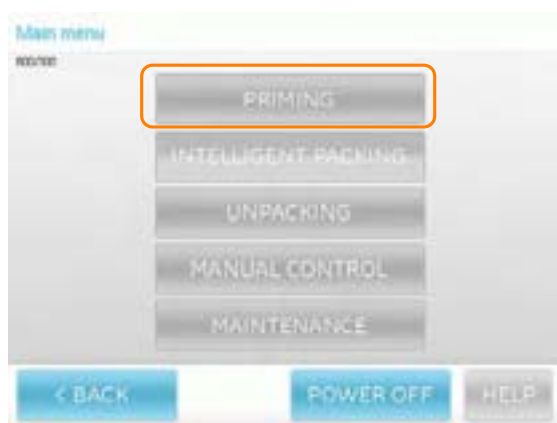 Main menu
PRIMING
INTELLIGENT PACKING
UNPACKING
MANUAL CONTROL
MAINTENANCE
< BACK
POWER OFF
HELP